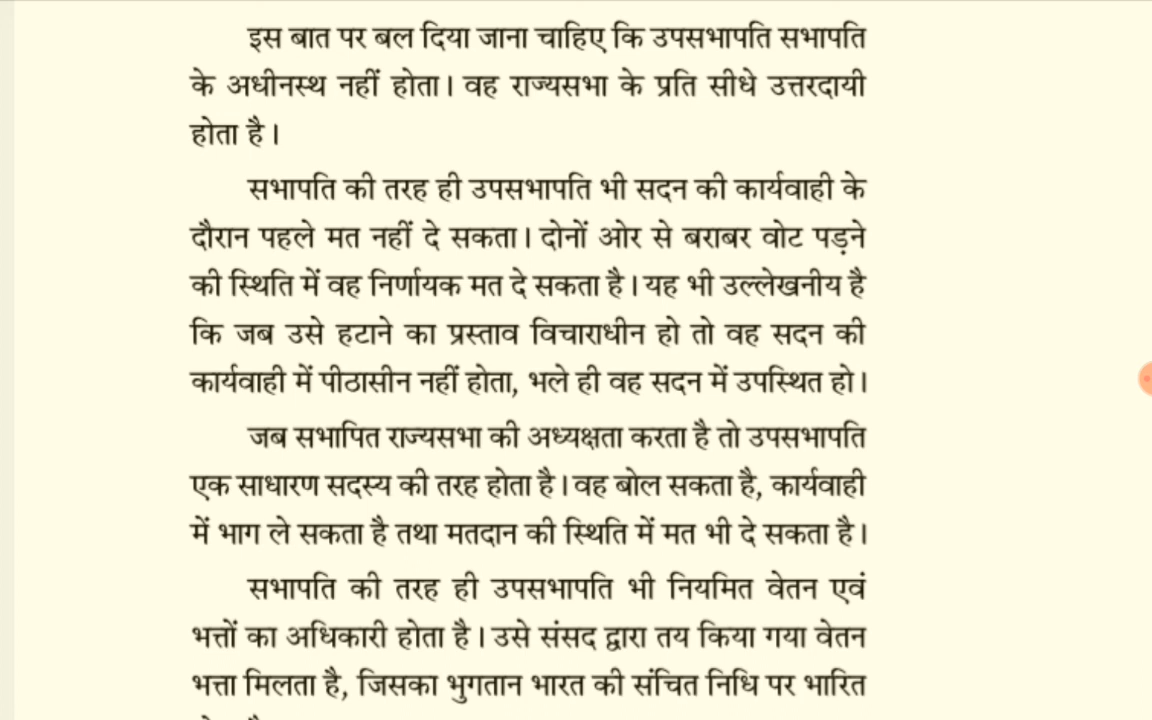 इस बात पर बल दिया जाना चाहिए कि उपसभापति सभापति
के अधीनस्थ नहीं होता। वह राज्यसभा के प्रति सीधे उत्तरदायी
होता है।
सभापति की तरह ही उपसभापति भी सदन की कार्यवाही के
दौरान पहले मत नहीं दे सकता। दोनों ओर से बराबर वोट पड़ने
की स्थिति में वह निर्णायक मत दे सकता है। यह भी उल्लेखनीय है
कि जब उसे हटाने का प्रस्ताव विचाराधीन हो तो वह सदन की
कार्यवाही में पीठासीन नहीं होता, भले ही वह सदन में उपस्थित हो।
जब सभापित राज्यसभा की अध्यक्षता करता है तो उपसभापति
एक साधारण सदस्य की तरह होता है। वह बोल सकता है, कार्यवाही
में भाग ले सकता है तथा मतदान की स्थिति में मत भी दे सकता है।
सभापति की तरह ही उपसभापति भी नियमित वेतन एवं
भत्तों का अधिकारी होता है। उसे संसद द्वारा तय किया गया वेतन
भत्ता मिलता है, जिसका भुगतान भारत की संचित निधि पर भारित